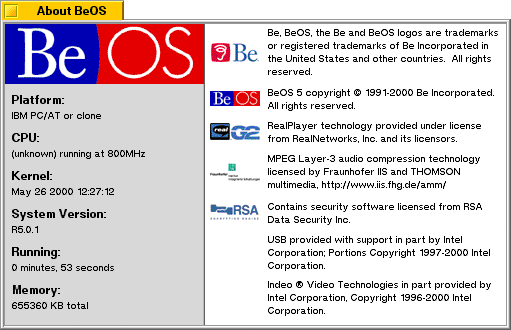 About BeOS
Be OS
Platform:
IBM PC/AT or clone
CPU:
(unknown) running at 800MHz
Kernel:
May 26 2000 12:27:12
System Version:
R5.0.1
Running:
0 minutes, 53 seconds
Memory:
655360 KB total
Be
Be, BeOS, the Be and BeOS logos are trademarks
or registered trademarks of Be Incorporated in
the United States and other countries.  All rights
reserved.
Be OS
BeOS 5 copyright © 1991-2000 Be Incorporated.
All rights reserved.
real G2
RealPlayer technology provided under license
from RealNetworks, Inc. and its licensors.
Fraunhofer
MPEG Layer-3 audio compression technology
licensed by Fraunhofer IIS and THOMSON
multimedia, http://www.iis.fhg.de/amm/
RSA
Contains security software licensed from RSA
Data Security Inc.
USB provided with support in part by Intel
Corporation; Portions Copyright 1997-2000 Intel
Corporation.
Indeo ® Video Technologies in part provided by
Intel Corporation, Copyright 1996-2000 Intel
Corporation.